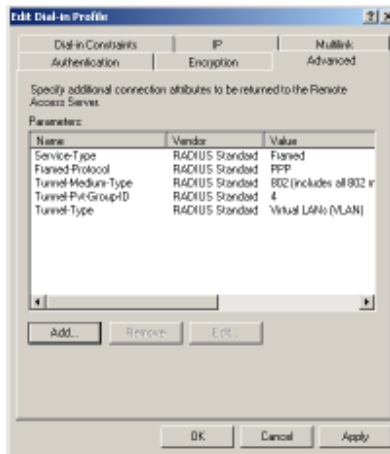 Edit Dial-in Profile
Dial-in Constraints IP Multilink
Authentication Encryption Advanced
Specify additional connection attributes to be returned to the Remote
Access Server.
Parameters:
Name Vendor Value
Service-Type RADIUS Standard Framed
Framed-Protocol RADIUS Standard PPP
Tunnel-Medium-Type RADIUS Standard 802 (includes all 802 m
Tunnel-Pvt-Group-ID RADIUS Standard 4
Tunnel-Type RADIUS Standard Virtual LANs (VLAN)
Add... Remove Edit...
OK Cancel Apply